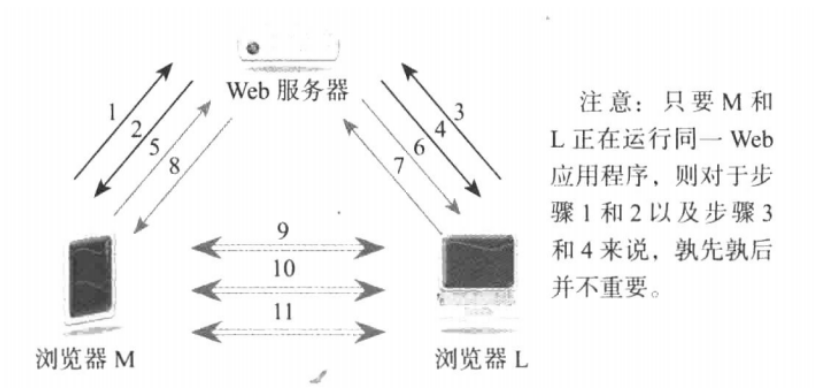 Web 服务器
1
2
5
8
3
4
6
7
9
10
11
浏览器 M
浏览器 L
注意：只要 M 和
L 正在运行同一 Web
应用程序，则对于步
骤 1 和 2 以及步骤 3
和 4 来说，孰先孰后
并不重要。